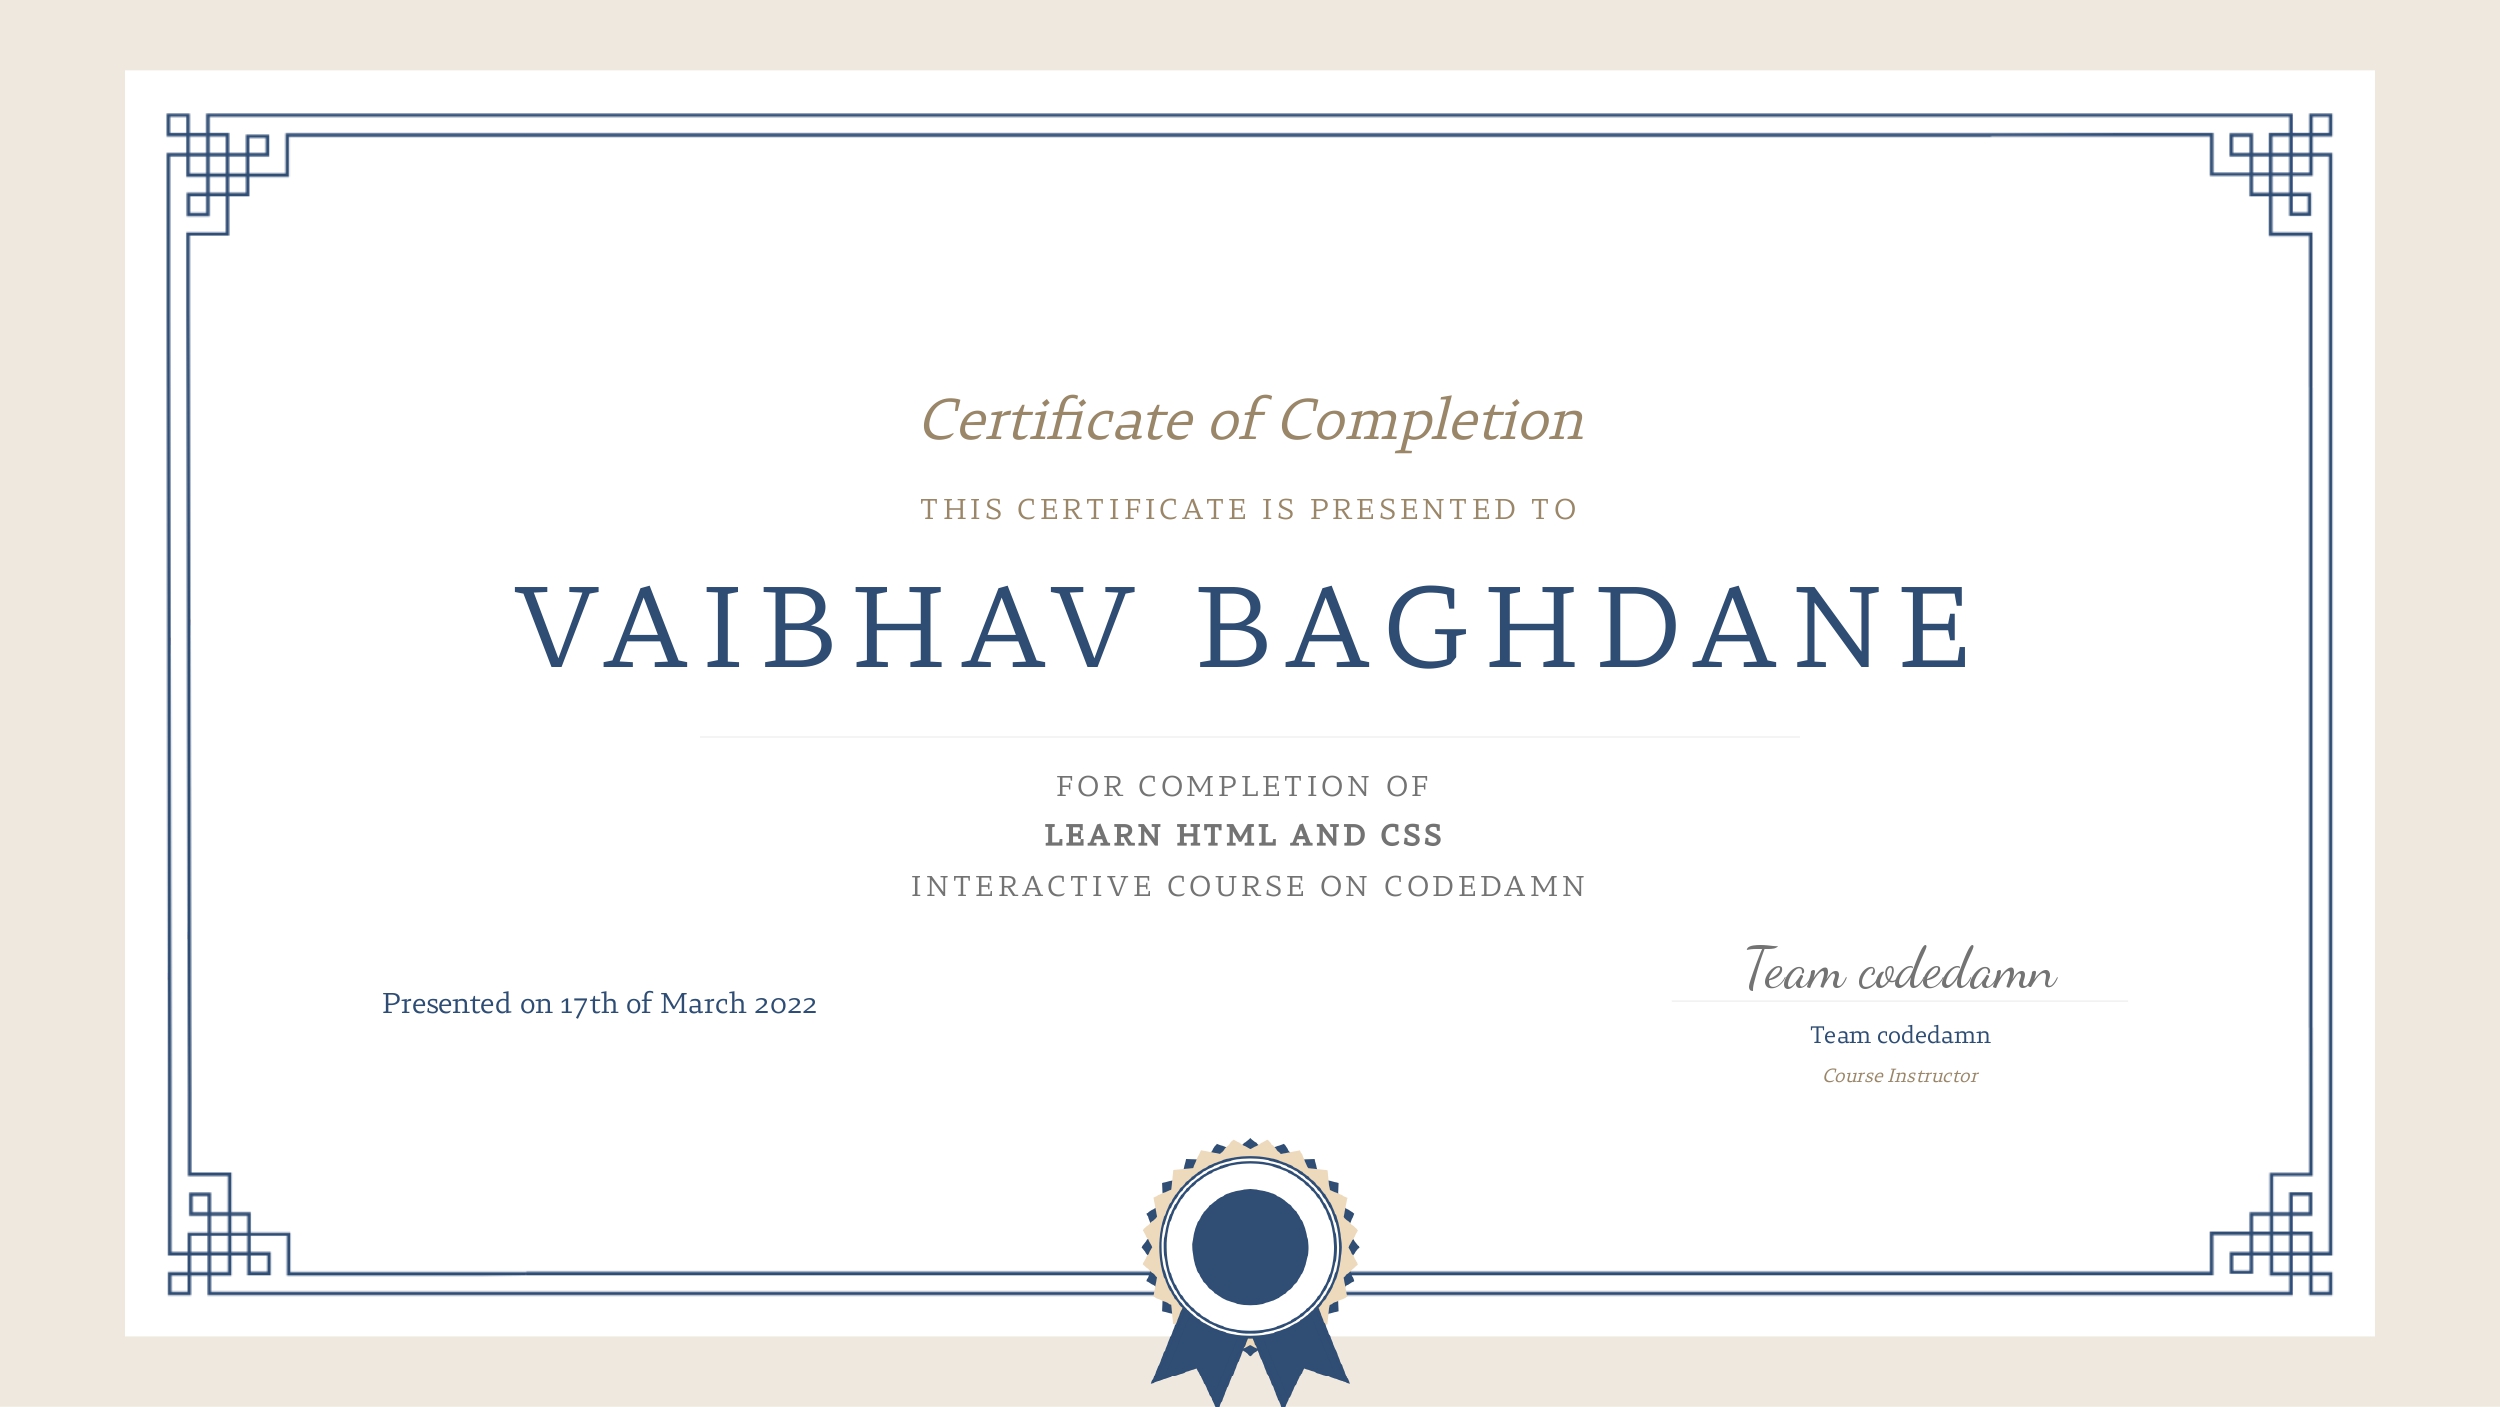 Certificate of Completion
THIS CERTIFICATE IS PRESENTED TO
VAIBHAV BAGHDANE
FOR COMPLETION OF
LEARN HTML AND CSS
INTERACTIVE COURSE ON CODEDAMN
Presented on 17th of March 2022
Team codedamn
Team codedamn
Course Instructor